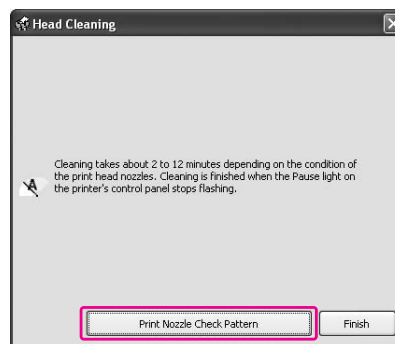 Head Cleaning
Cleaning takes about 2 to 12 minutes depending on the condition of
the print head nozzles. Cleaning is finished when the Pause light on
the printer's control panel stops flashing.
Print Nozzle Check Pattern
Finish